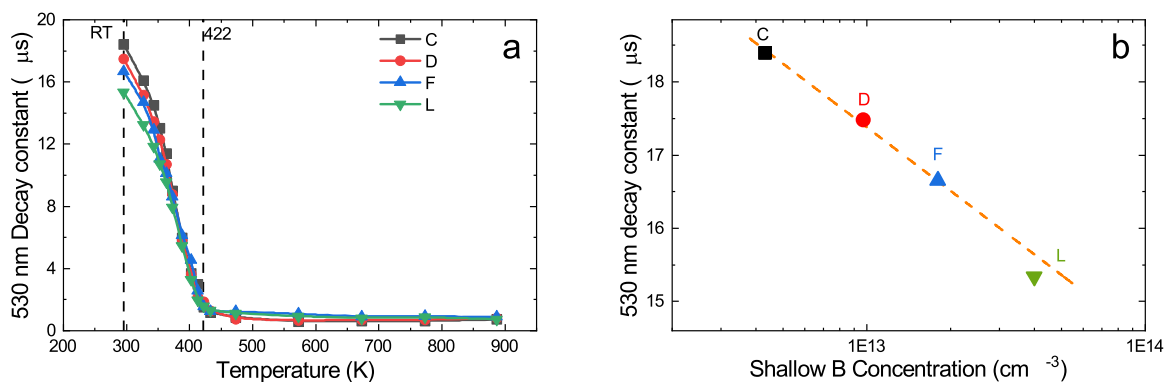 20
16
12
8
4
0
530 nm Decay constant ( μs)
RT
422
C
D
F
L
a
200 300 400 500 600 700 800 900
Temperature (K)
18
17
16
15
530 nm decay constant ( μs)
b
C
D
F
L
1E13 1E14
Shallow B Concentration (cm -3)